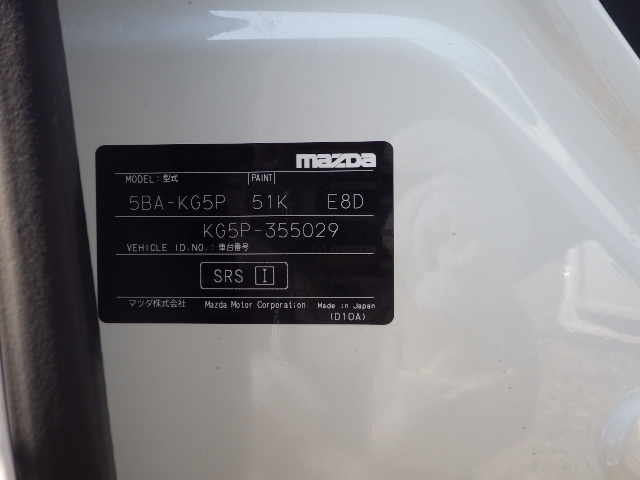 mazda
MODEL:型式 PAINT
5BA-KG5P 51K E8D
KG5P-355029
VEHICLE ID.NO.:車台番号
SRS I
マツダ株式会社 Mazda Motor Corporation Made in Japan
(D10A)